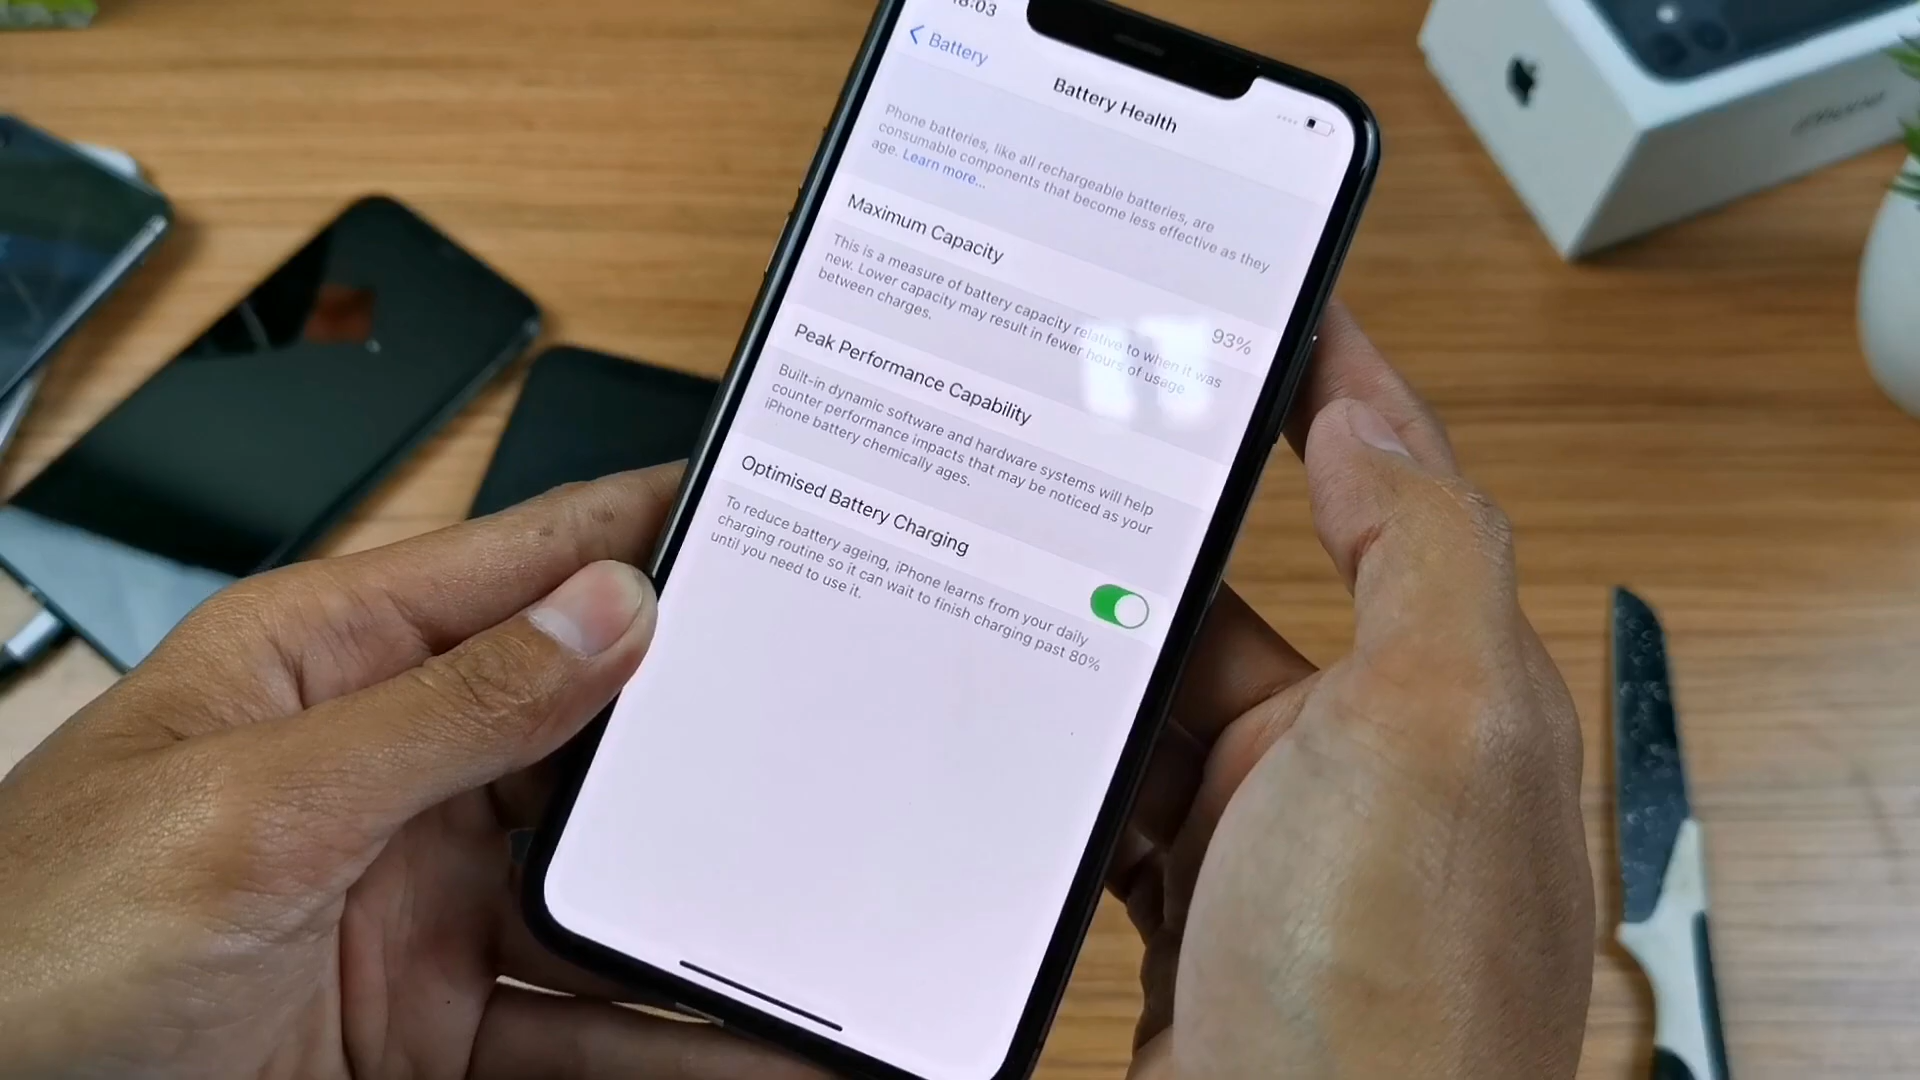 Battery
Battery Health
Phone batteries, like all rechargeable batteries, are
consumable components that become less effective as they
age. Learn more...
Maximum Capacity
93%
This is a measure of battery capacity relative to when it was
new. Lower capacity may result in fewer hours of usage
between charges.
Peak Performance Capability
Built-in dynamic software and hardware systems will help
counter performance impacts that may be noticed as your
iPhone battery chemically ages.
Optimised Battery Charging
To reduce battery ageing, iPhone learns from your daily
charging routine so it can wait to finish charging past 80%
until you need to use it.
iPhone